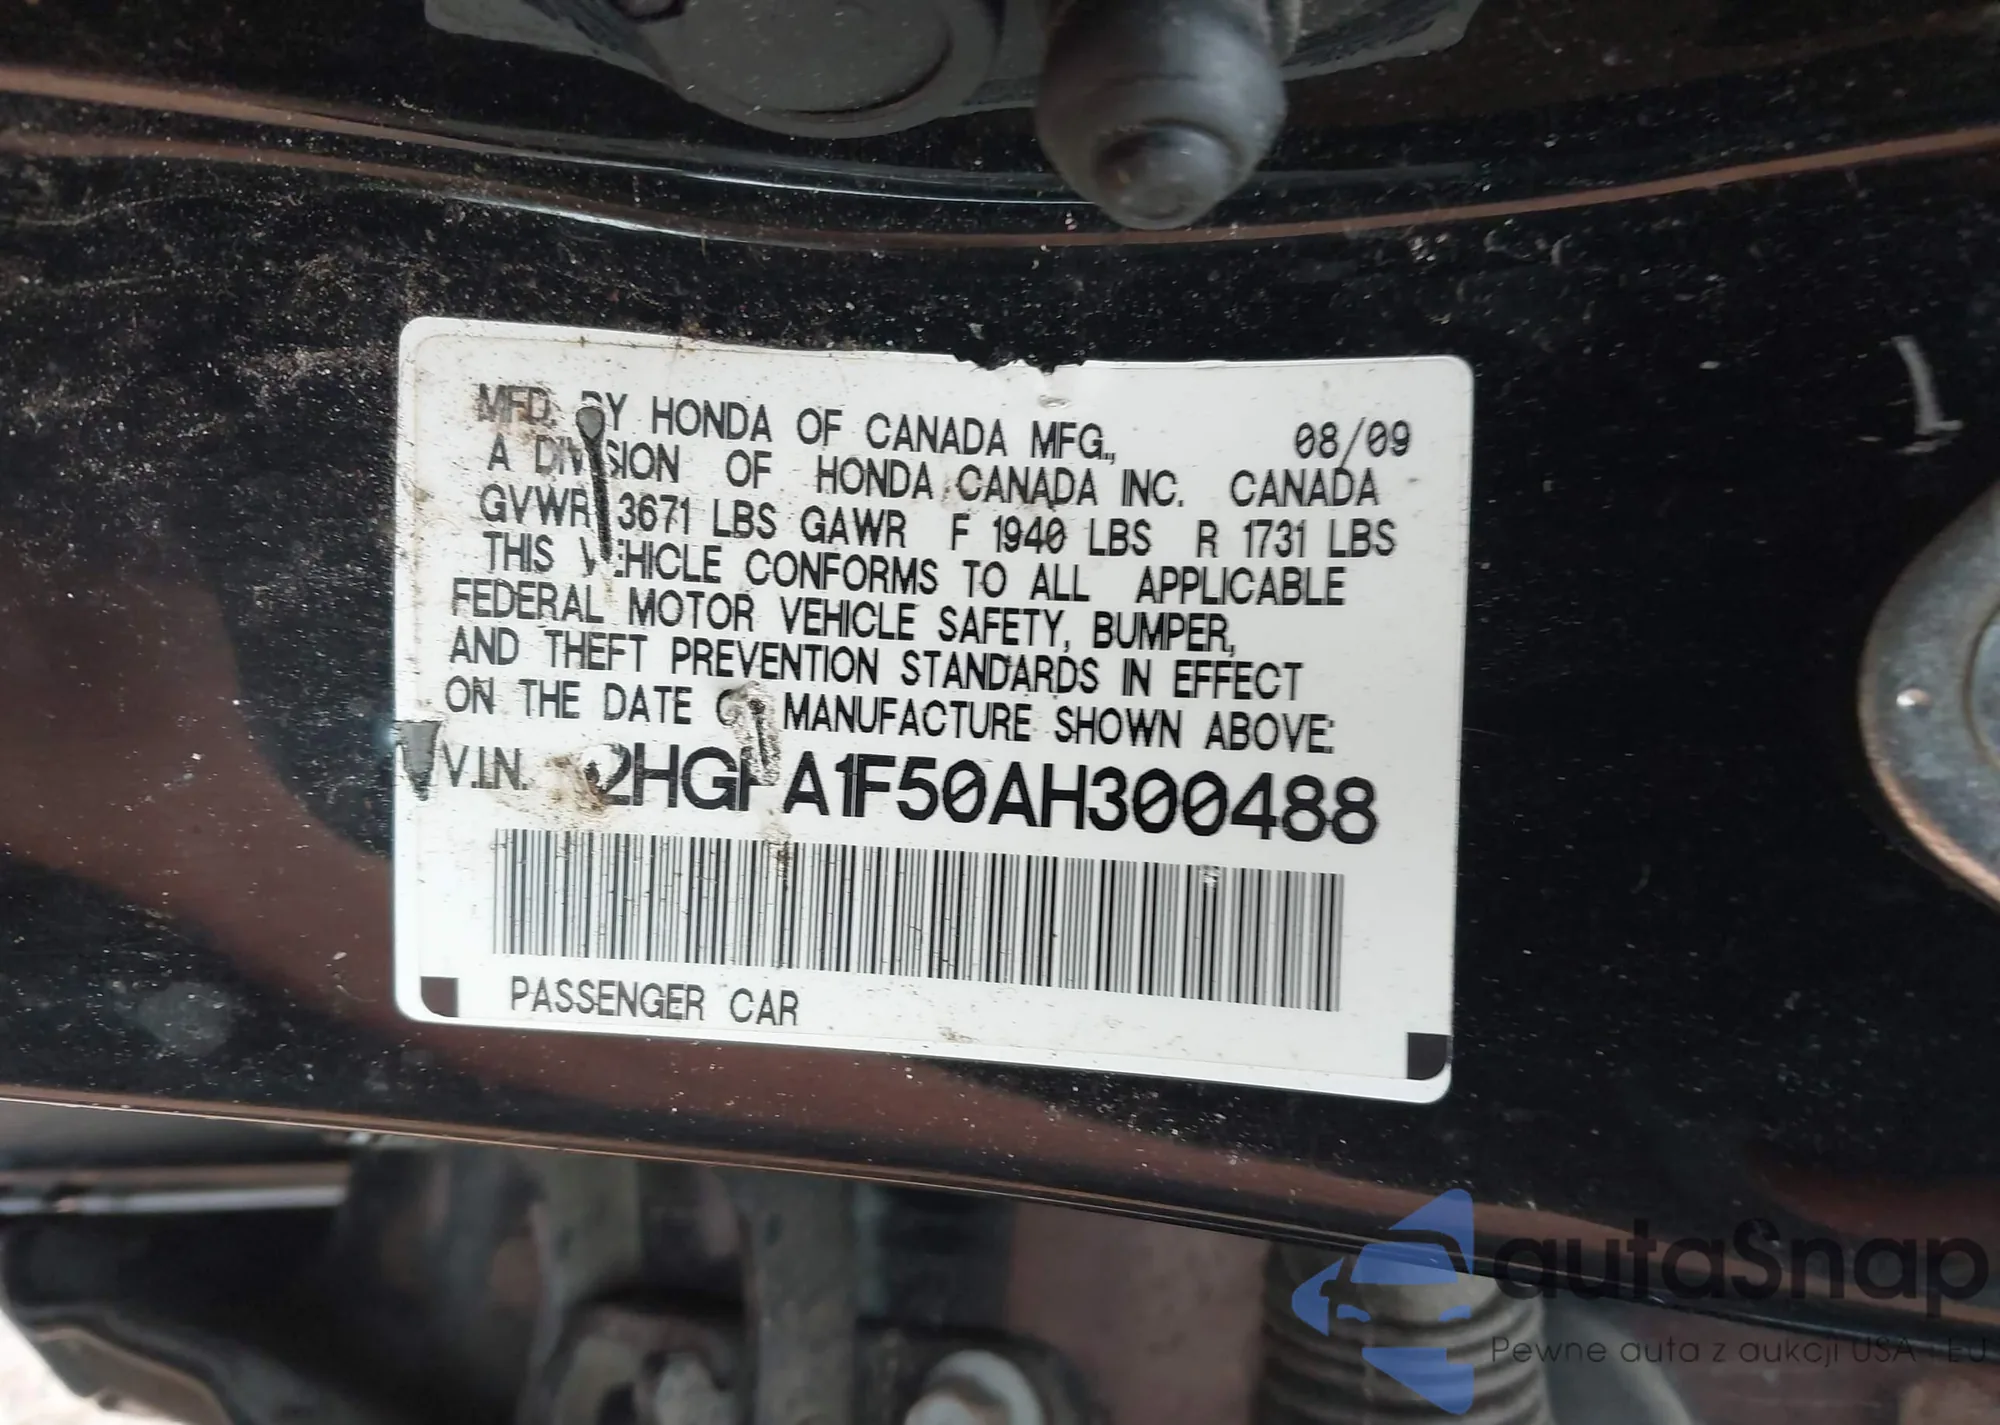 MFD. BY HONDA OF CANADA MFG., 08/09
A DIVISION OF HONDA CANADA INC. CANADA
GVWR 3671 LBS GAWR F 1940 LBS R 1731 LBS
THIS VEHICLE CONFORMS TO ALL APPLICABLE
FEDERAL MOTOR VEHICLE SAFETY, BUMPER,
AND THEFT PREVENTION STANDARDS IN EFFECT
ON THE DATE OF MANUFACTURE SHOWN ABOVE:
V.I.N. 2HGFA1F50AH300488
PASSENGER CAR
autaSnap
Pewne auta z aukcji USA i EU